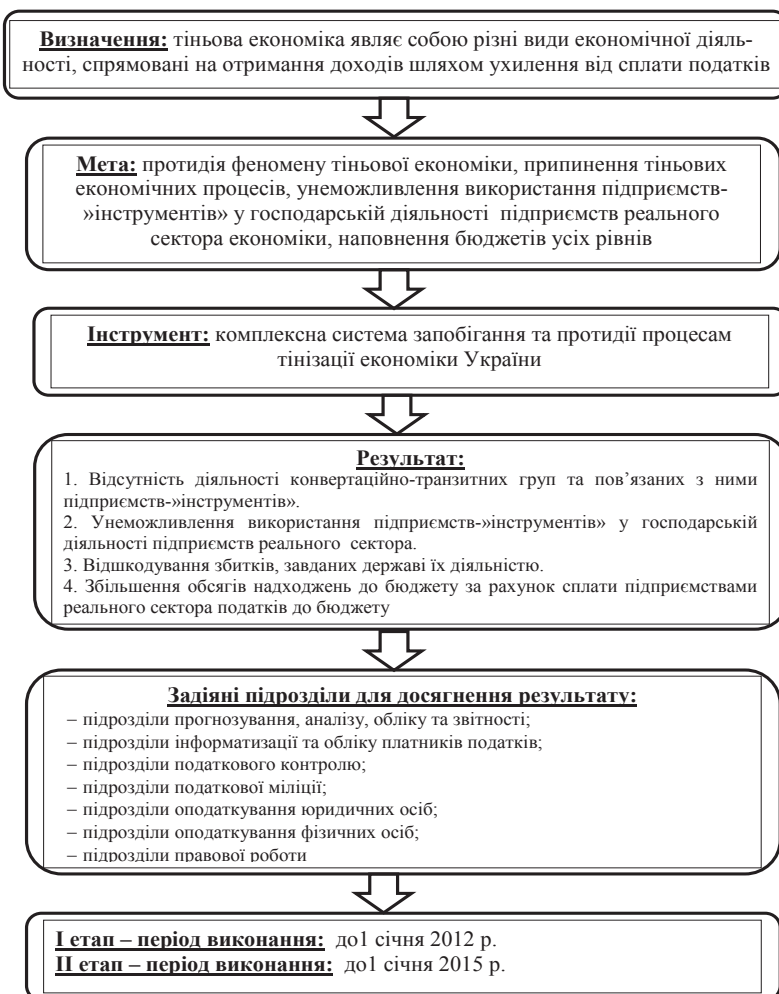 Визначення: тіньова економіка являє собою різні види економічної діяль-
ності, спрямовані на отримання доходів шляхом ухилення від сплати податків
Мета: протидія феномену тіньової економіки, припинення тіньових
економічних процесів, унеможливлення використання підприємств-
»інструментів» у господарській діяльності підприємств реального
сектора економіки, наповнення бюджетів усіх рівнів
Інструмент: комплексна система запобігання та протидії процесам
тінізації економіки України
Результат:
1. Відсутність діяльності конвертаційно-транзитних груп та пов’язаних з ними
підприємств-»інструментів».
2. Унеможливлення використання підприємств-»інструментів» у господарській
діяльності підприємств реального сектора.
3. Відшкодування збитків, завданих державі їх діяльністю.
4. Збільшення обсягів надходжень до бюджету за рахунок сплати підприємствами
реального сектора податків до бюджету
Задіяні підрозділи для досягнення результату:
– підрозділи прогнозування, аналізу, обліку та звітності;
– підрозділи інформатизації та обліку платників податків;
– підрозділи податкового контролю;
– підрозділи податкової міліції;
– підрозділи оподаткування юридичних осіб;
– підрозділи оподаткування фізичних осіб;
– підрозділи правової роботи
І етап – період виконання: до1 січня 2012 р.
ІІ етап – період виконання: до1 січня 2015 р.